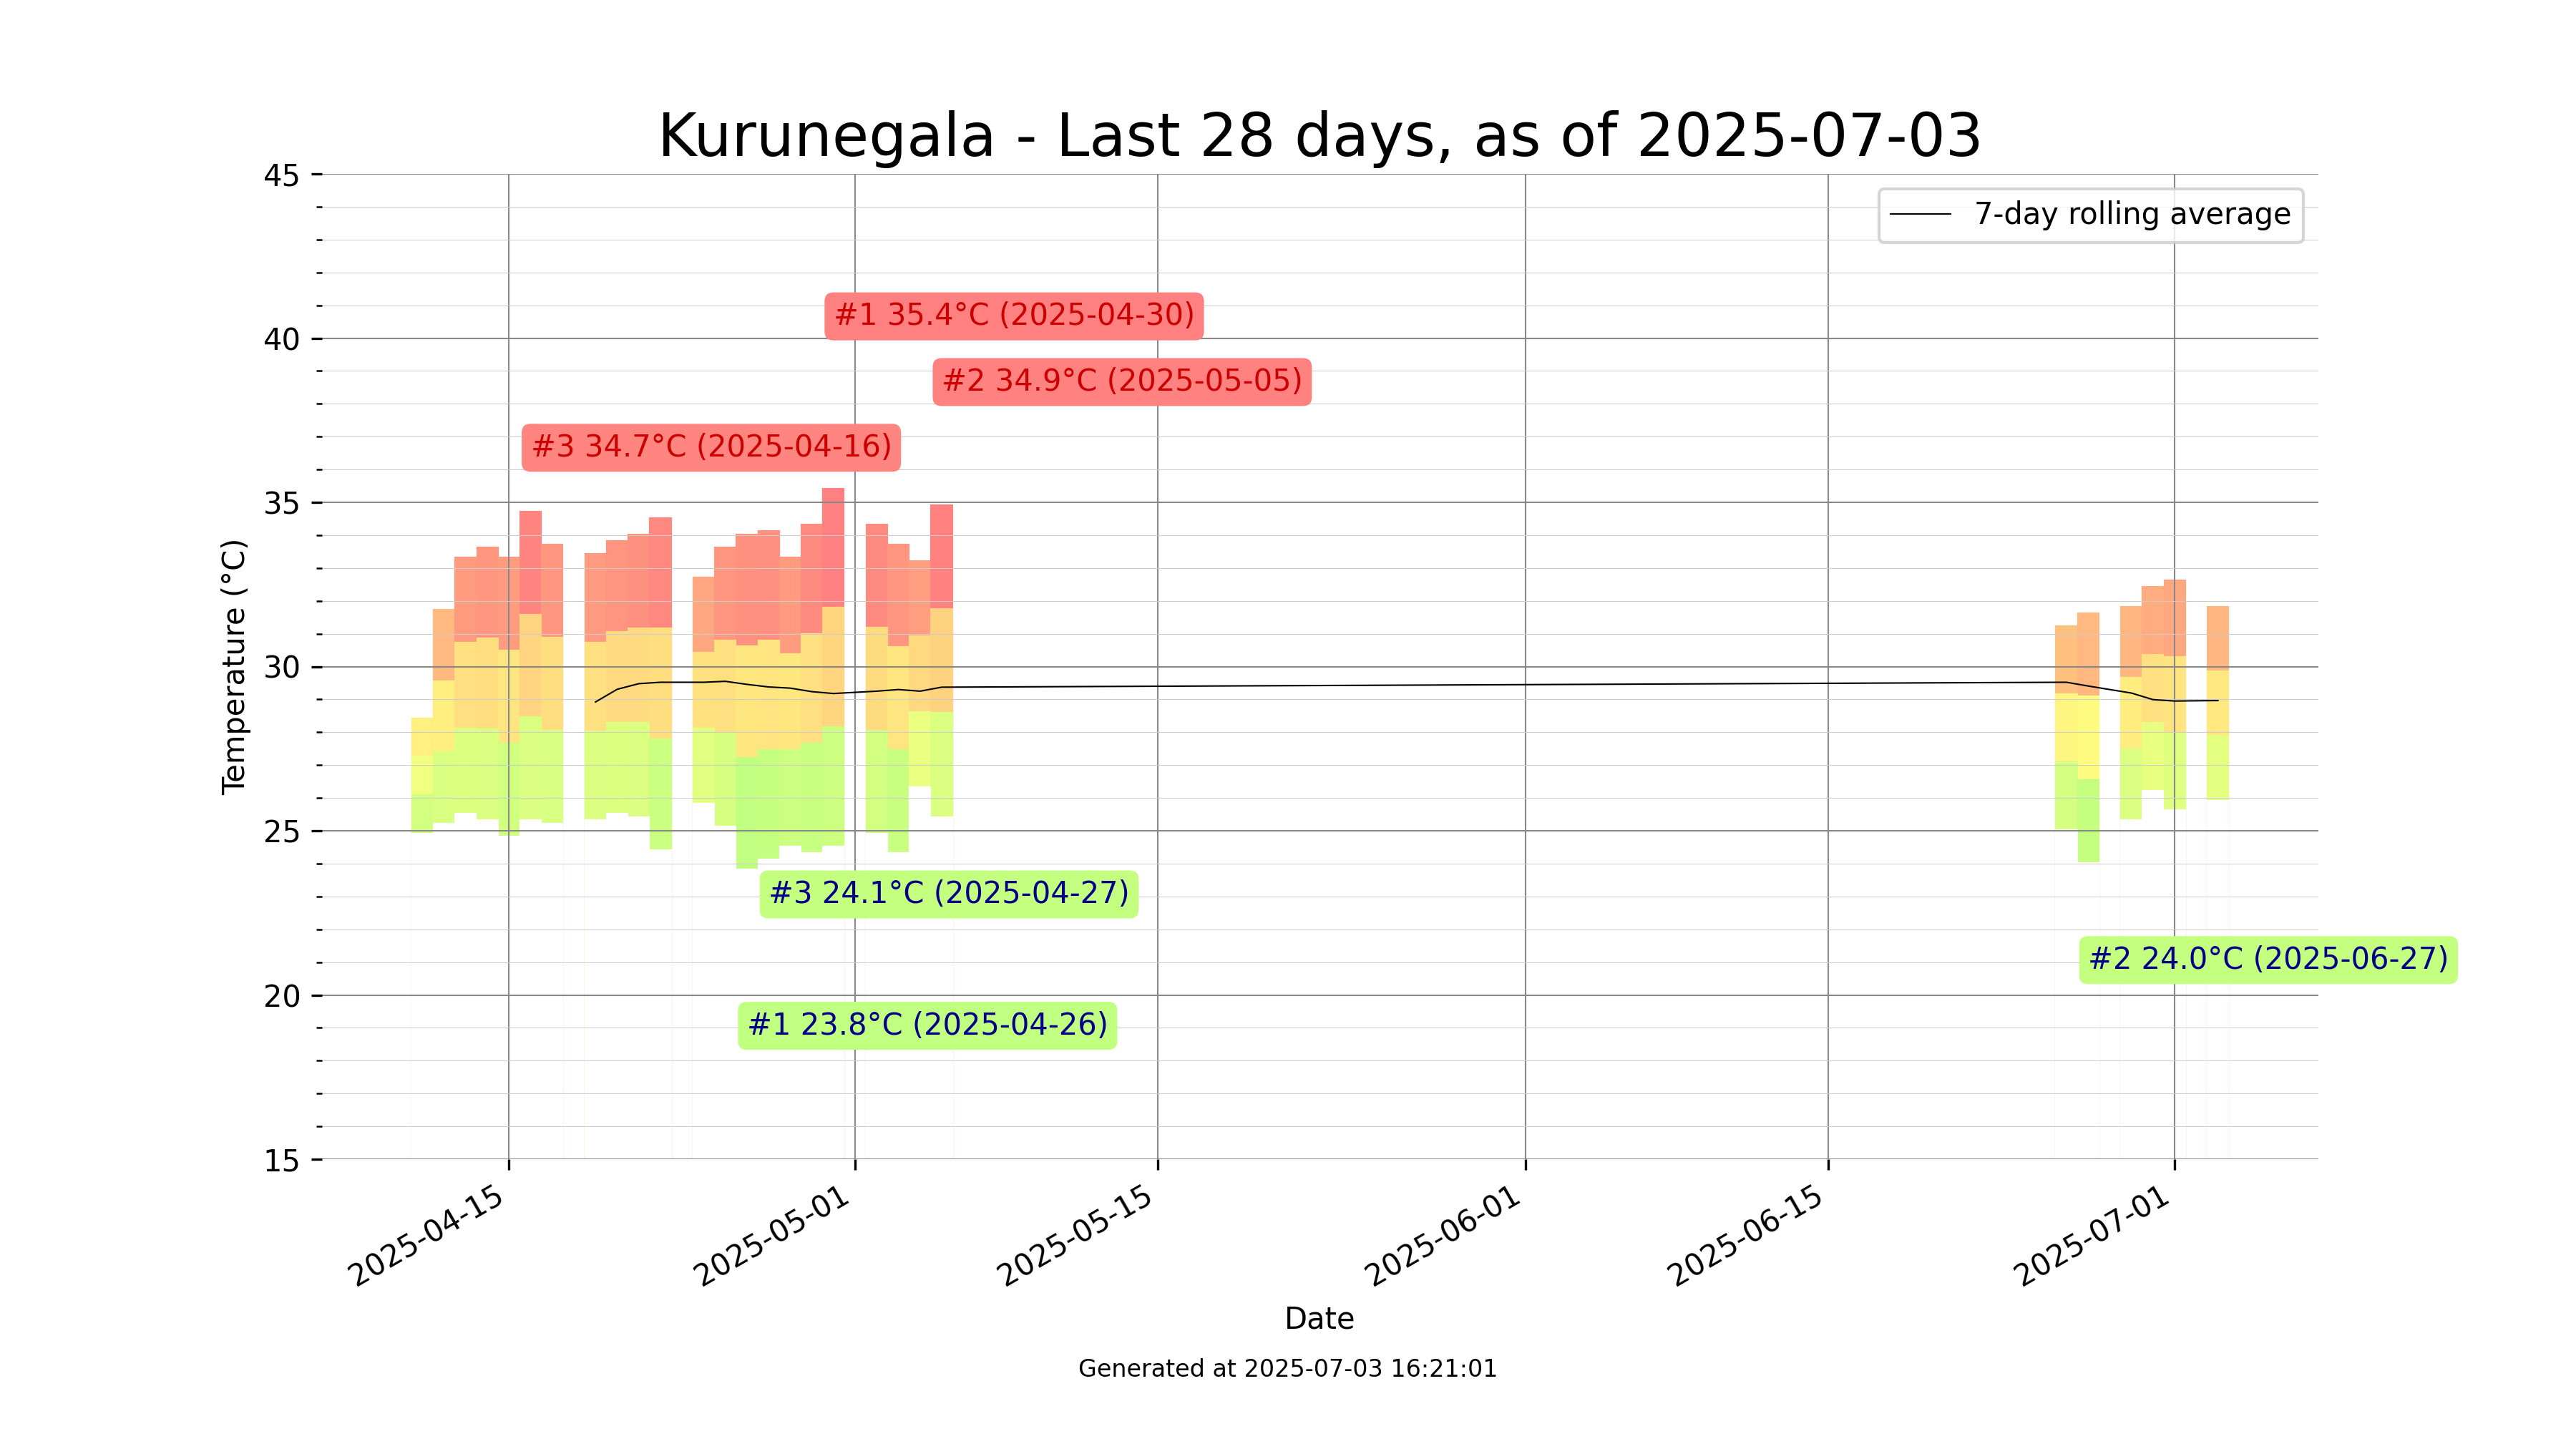 Kurunegala - Last 28 days, as of 2025-07-03
7-day rolling average
#1 35.4°C (2025-04-30)
#2 34.9°C (2025-05-05)
#3 34.7°C (2025-04-16)
#3 24.1°C (2025-04-27)
#2 24.0°C (2025-06-27)
#1 23.8°C (2025-04-26)
Temperature (°C)
45
40
35
30
25
20
15
2025-04-15
2025-05-01
2025-05-15
2025-06-01
2025-06-15
2025-07-01
Date
Generated at 2025-07-03 16:21:01